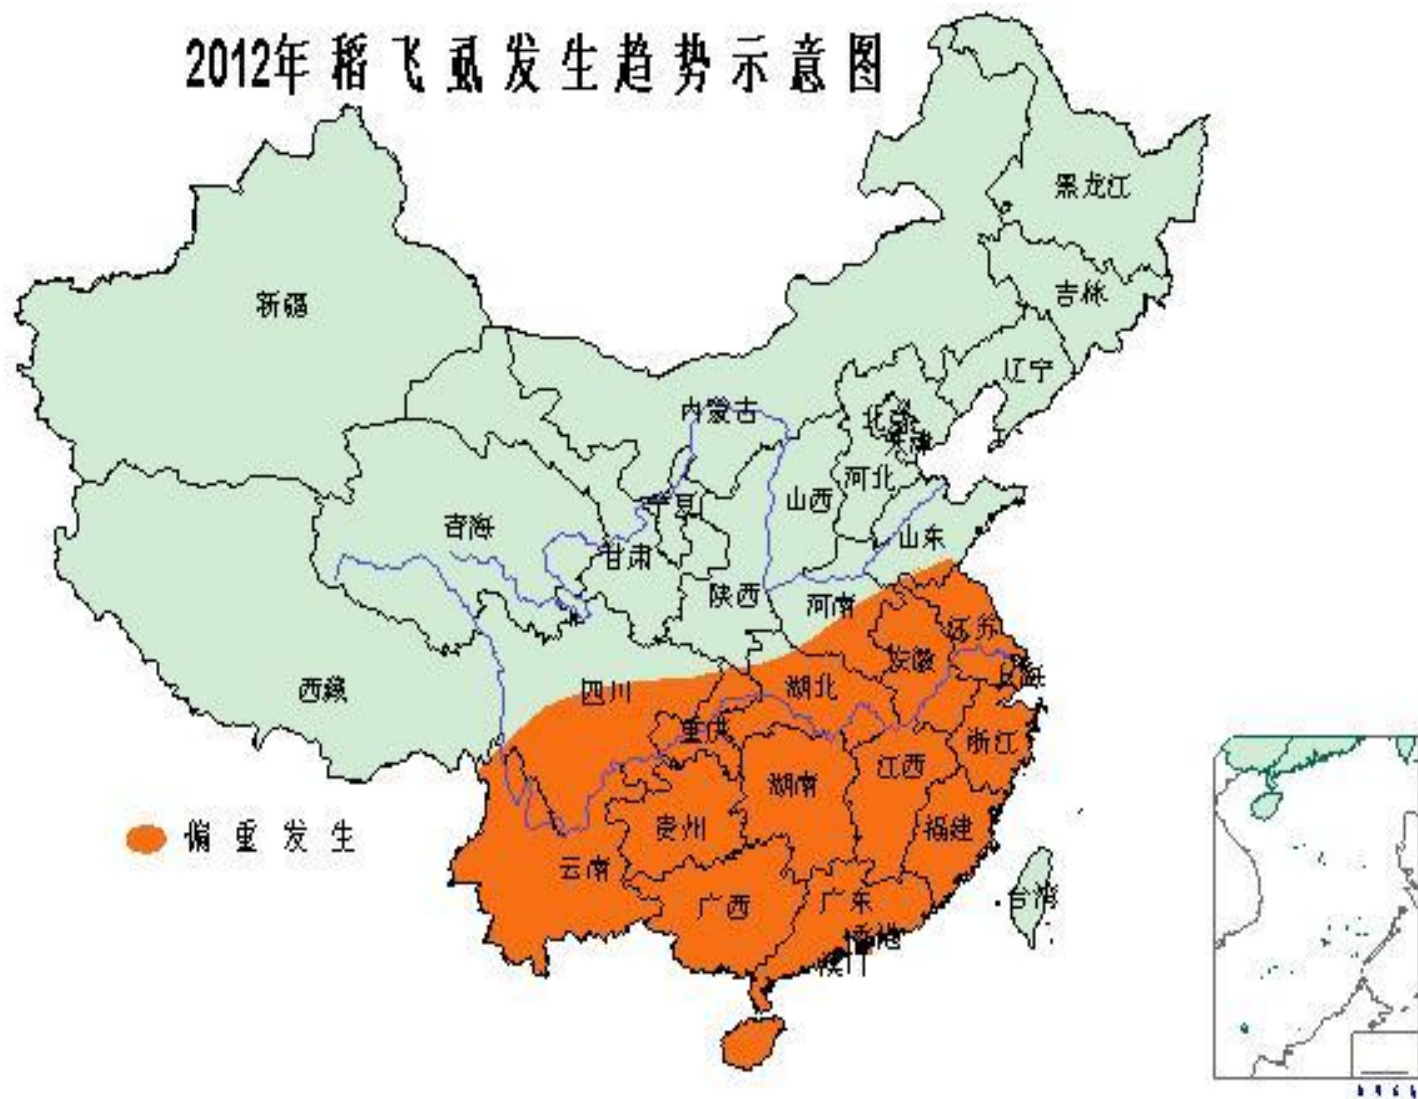 2012年稻飞虱发生趋势示意图
黑龙江
吉林
新疆
辽宁
内蒙古
北京
天津
河北
山西
宁夏
青海
山东
甘肃
陕西
河南
江苏
安徽
上海
西藏
四川
湖北
重庆
浙江
江西
湖南
偏重发生
贵州
福建
云南
广西
广东
台湾
香港
澳门